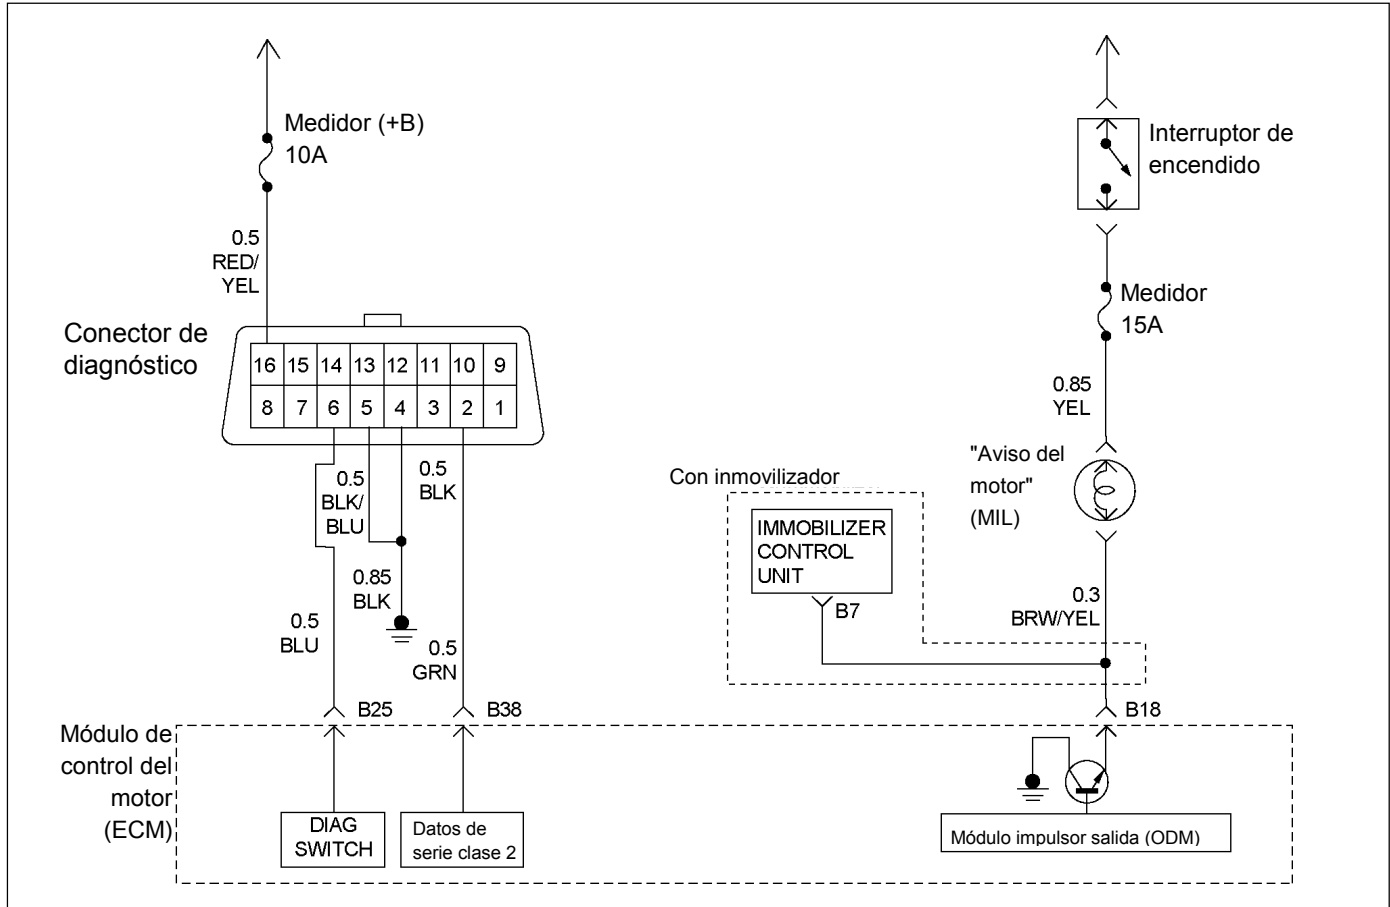 Medidor (+B)
10A
Interruptor de
encendido
0.5
RED/
YEL
Medidor
15A
Conector de
diagnóstico
16 15 14 13 12 11 10 9
8 7 6 5 4 3 2 1
0.85
YEL
0.5
BLK/
BLU
0.5
BLK
"Aviso del
motor"
(MIL)
Con inmovilizador
IMMOBILIZER
CONTROL
UNIT
B7
0.85
BLK
0.3
BRW/YEL
0.5
BLU
0.5
GRN
B25
B38
B18
Módulo de
control del
motor
(ECM)
DIAG
SWITCH
Datos de
serie clase 2
Módulo impulsor salida (ODM)